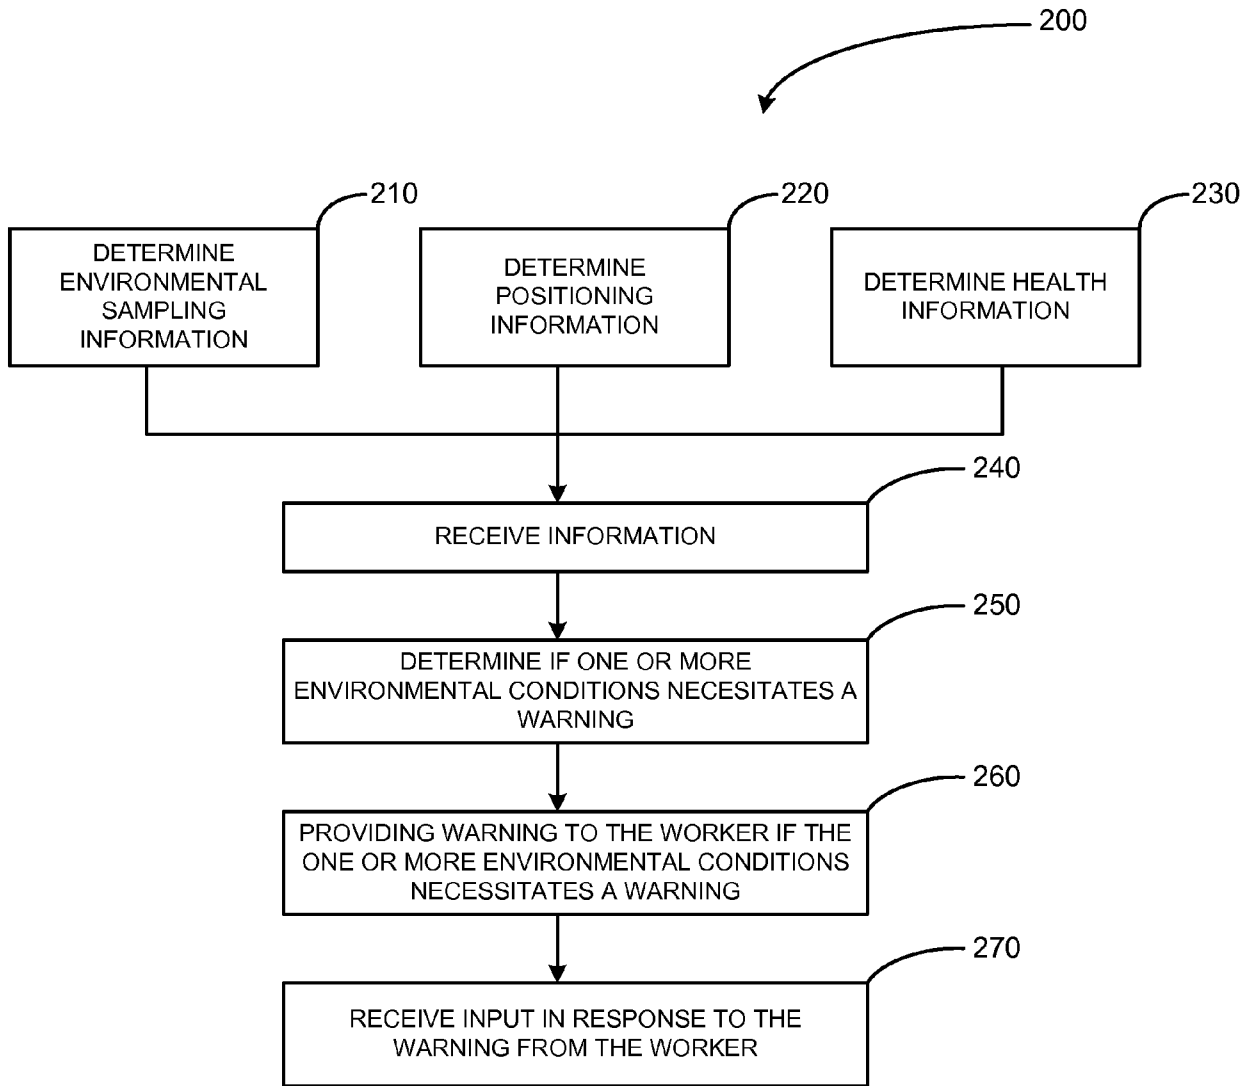 200
210
220
230
DETERMINE
ENVIRONMENTAL
SAMPLING
INFORMATION
DETERMINE
POSITIONING
INFORMATION
DETERMINE HEALTH
INFORMATION
240
RECEIVE INFORMATION
250
DETERMINE IF ONE OR MORE
ENVIRONMENTAL CONDITIONS NECESITATES A
WARNING
260
PROVIDING WARNING TO THE WORKER IF THE
ONE OR MORE ENVIRONMENTAL CONDITIONS
NECESSITATES A WARNING
270
RECEIVE INPUT IN RESPONSE TO THE
WARNING FROM THE WORKER